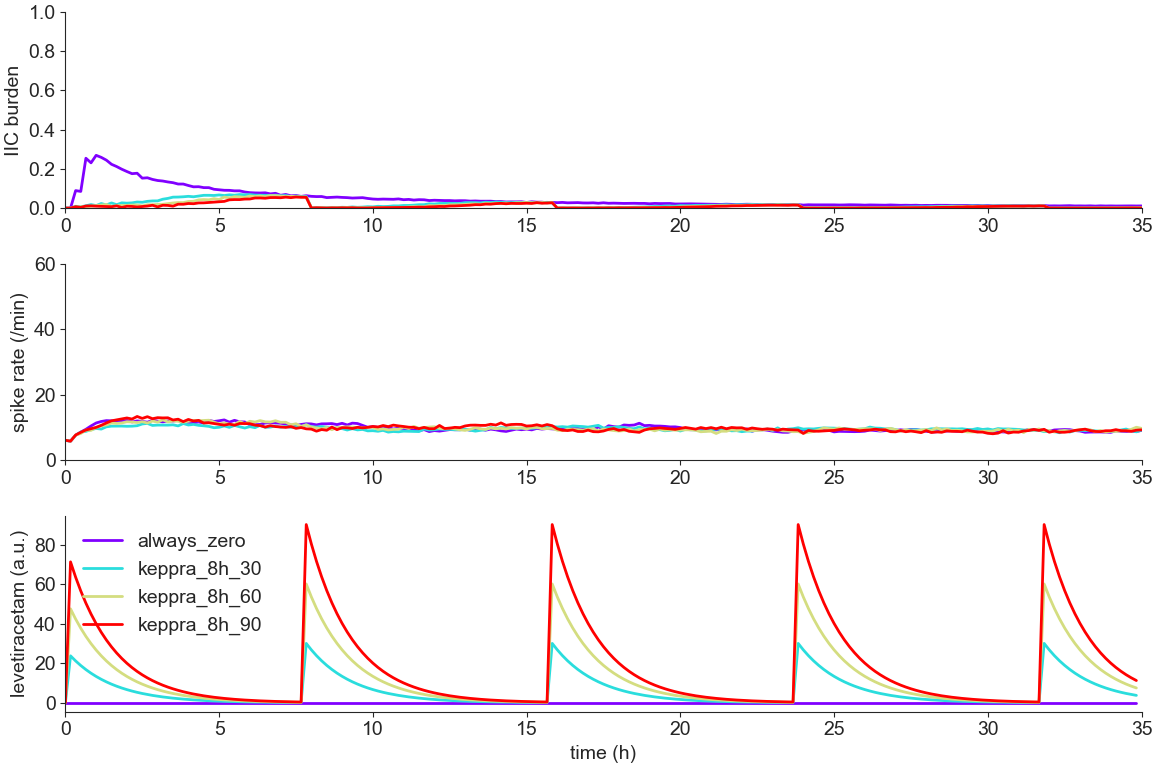 1.0
0.8
0.6
0.4
0.2
0.0
IIC burden
0 5 10 15 20 25 30 35
60
40
20
0
spike rate (/min)
0 5 10 15 20 25 30 35
80
60
40
20
0
levetiracetam (a.u.)
always_zero
keppra_8h_30
keppra_8h_60
keppra_8h_90
0 5 10 15 20 25 30 35
time (h)